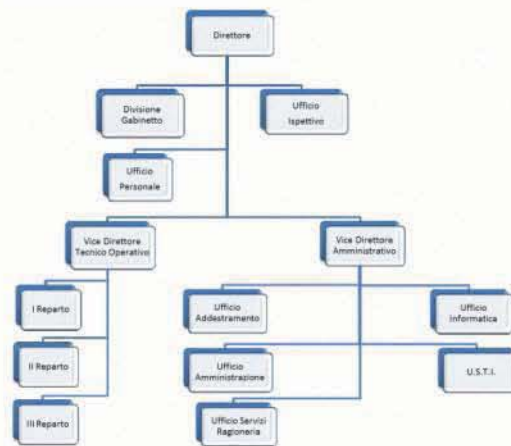 Direttore
Divisione
Gabinetto
Ufficio
Ispettivo
Ufficio
Personale
Vice Direttore
Tecnico Operativo
Vice Direttore
Amministrativo
I Reparto
II Reparto
III Reparto
Ufficio
Addestramento
Ufficio
Informatica
Ufficio
Amministrazione
U.S.T.I.
Ufficio Servizi
Ragioneria